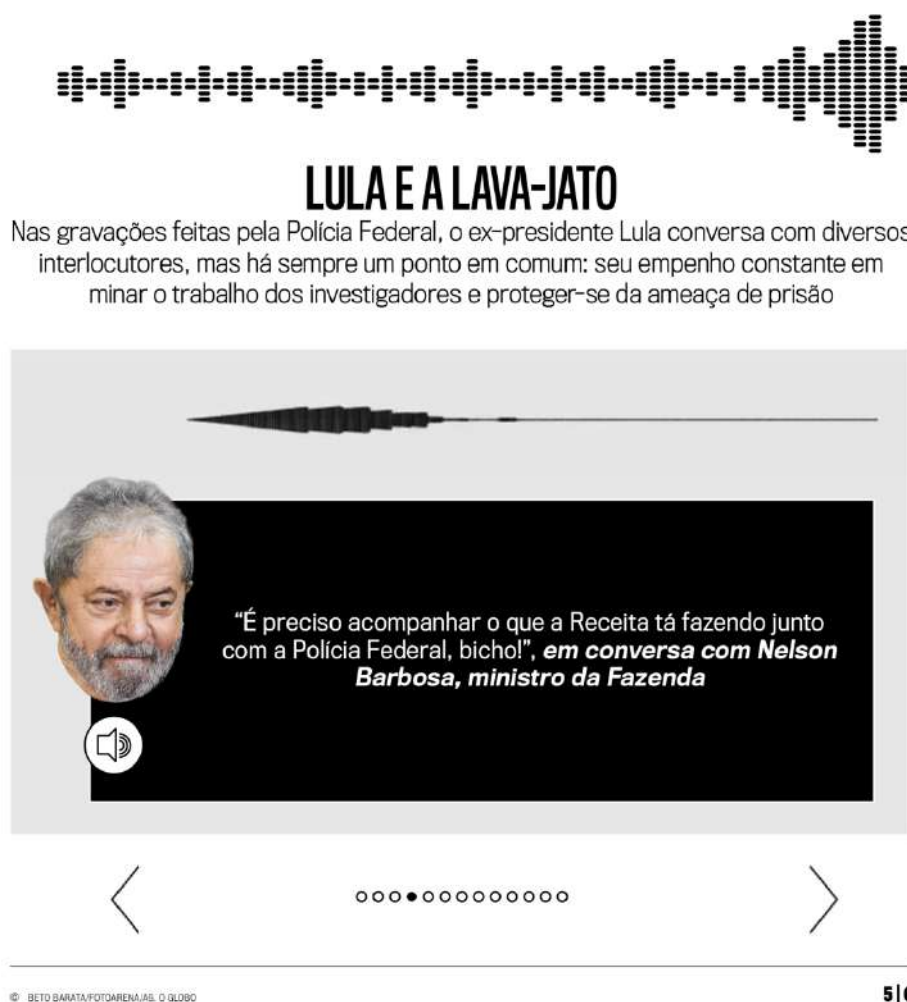 LULA E A LAVA-JATO
Nas gravações feitas pela Polícia Federal, o ex-presidente Lula conversa com diversos
interlocutores, mas há sempre um ponto em comum: seu empenho constante em
minar o trabalho dos investigadores e proteger-se da ameaça de prisão
“É preciso acompanhar o que a Receita tá fazendo junto
com a Polícia Federal, bicho!”, em conversa com Nelson
Barbosa, ministro da Fazenda
© BETO BARATA/FOTOARENA/AG. O GLOBO
5|